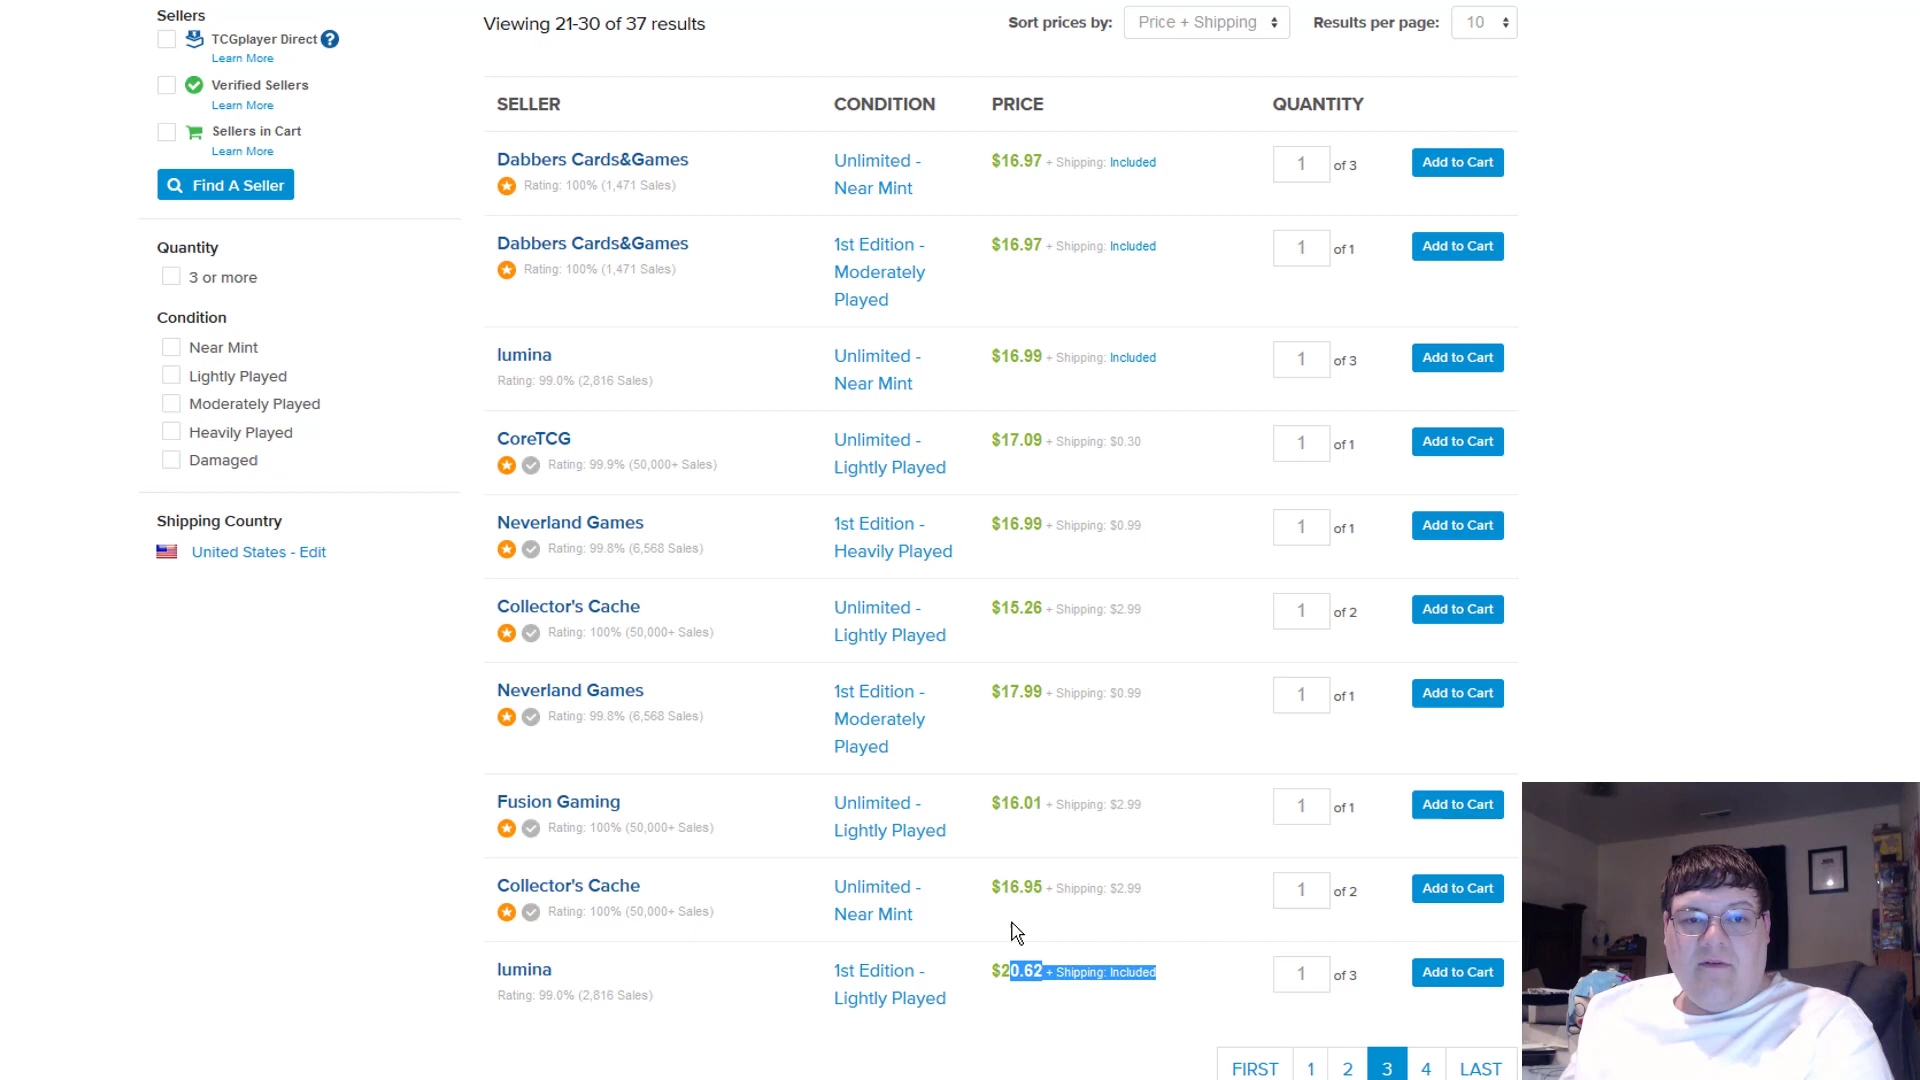 Sellers
TCGplayer Direct ?
Learn More
Verified Sellers
Learn More
Sellers in Cart
Learn More
Find A Seller
Quantity
3 or more
Condition
Near Mint
Lightly Played
Moderately Played
Heavily Played
Damaged
Shipping Country
United States - Edit
Viewing 21-30 of 37 results
Sort prices by: Price + Shipping
Results per page: 10
SELLER CONDITION PRICE QUANTITY
Dabbers Cards&Games
Rating: 100% (1,471 Sales)
Unlimited -
Near Mint
$16.97 + Shipping: Included
1 of 3
Add to Cart
Dabbers Cards&Games
Rating: 100% (1,471 Sales)
1st Edition -
Moderately
Played
$16.97 + Shipping: Included
1 of 1
Add to Cart
lumina
Rating: 99.0% (2,816 Sales)
Unlimited -
Near Mint
$16.99 + Shipping: Included
1 of 3
Add to Cart
CoreTCG
Rating: 99.9% (50,000+ Sales)
Unlimited -
Lightly Played
$17.09 + Shipping: $0.30
1 of 1
Add to Cart
Neverland Games
Rating: 99.8% (6,568 Sales)
1st Edition -
Heavily Played
$16.99 + Shipping: $0.99
1 of 1
Add to Cart
Collector's Cache
Rating: 100% (50,000+ Sales)
Unlimited -
Lightly Played
$15.26 + Shipping: $2.99
1 of 2
Add to Cart
Neverland Games
Rating: 99.8% (6,568 Sales)
1st Edition -
Moderately
Played
$17.99 + Shipping: $0.99
1 of 1
Add to Cart
Fusion Gaming
Rating: 100% (50,000+ Sales)
Unlimited -
Lightly Played
$16.01 + Shipping: $2.99
1 of 1
Add to Cart
Collector's Cache
Rating: 100% (50,000+ Sales)
Unlimited -
Near Mint
$16.95 + Shipping: $2.99
1 of 2
Add to Cart
lumina
Rating: 99.0% (2,816 Sales)
1st Edition -
Lightly Played
$20.62 + Shipping: Included
1 of 3
Add to Cart
FIRST 1 2 3 4 LAST